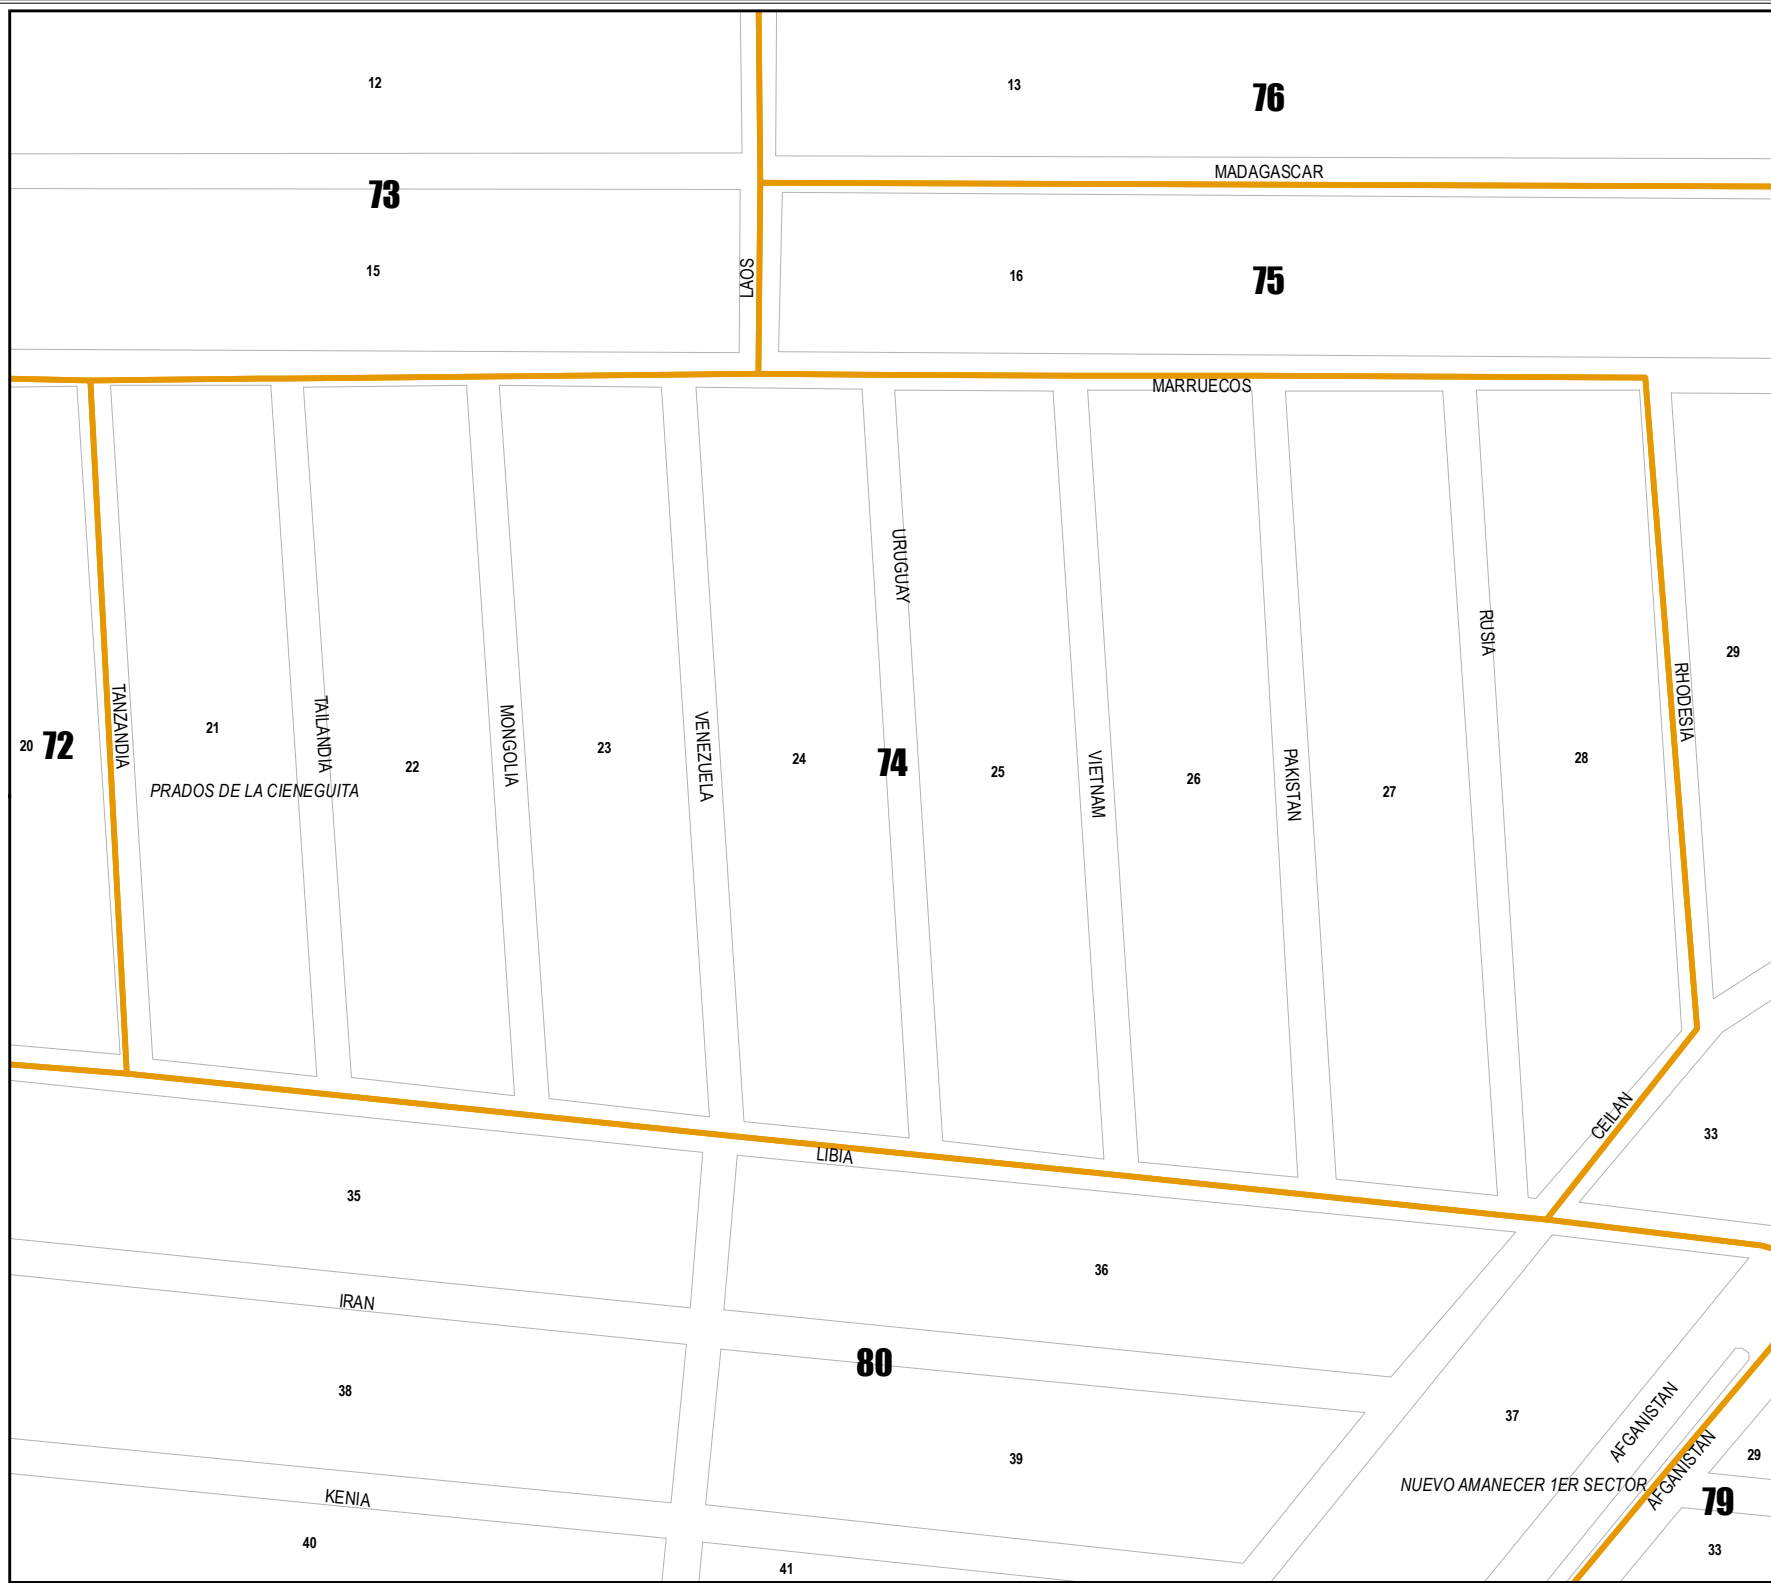 12
13
76
MADAGASCAR
73
15
LAOS
16
75
MARRUECOS
URUGUAY
RUSIA
29
RHODESIA
TANZANDIA
TAILANDIA
MONGOLIA
VENEZUELA
VIETNAM
PAKISTAN
20
72
21
22
23
24
74
25
26
27
28
PRADOS DE LA CIENEGUITA
CEILAN
33
LIBIA
35
36
IRAN
80
38
39
37
AFGANISTAN
AFGANISTAN
29
NUEVO AMANECER 1ER SECTOR
79
KENIA
40
41
33